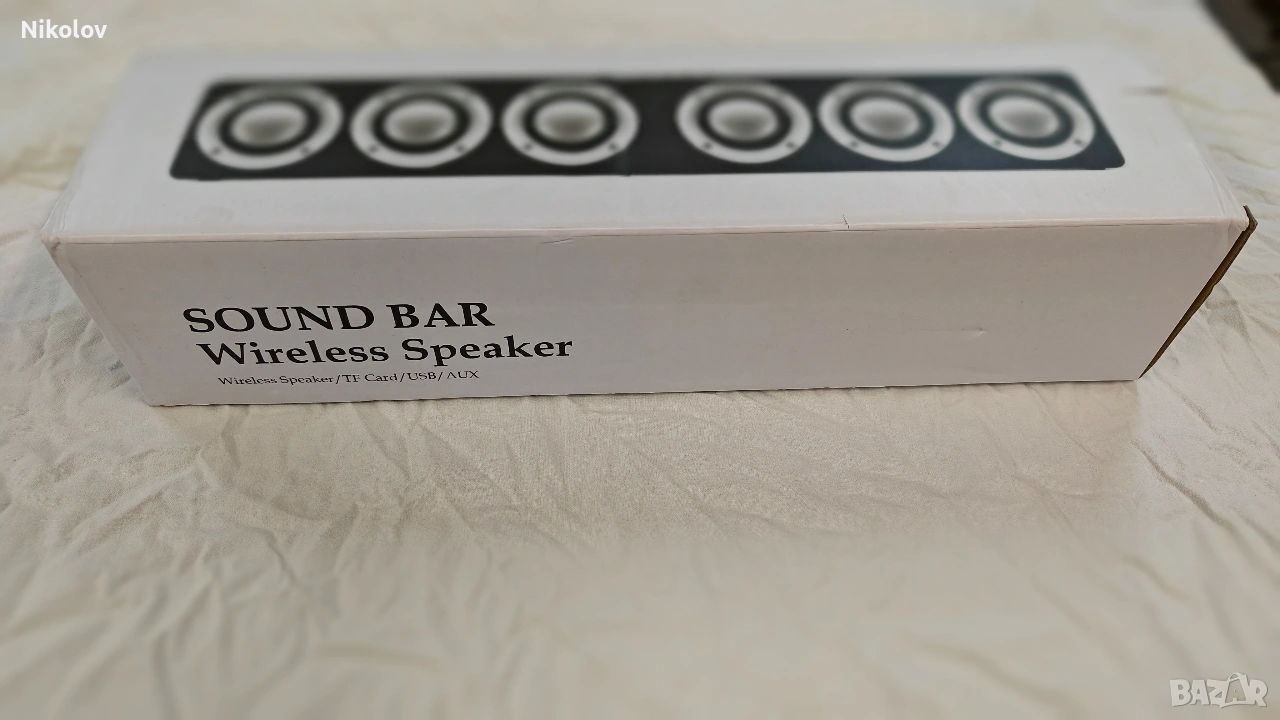 Nikolov
SOUND BAR
Wireless Speaker
Wireless Speaker/TF Card/USB/AUX
BAZAR